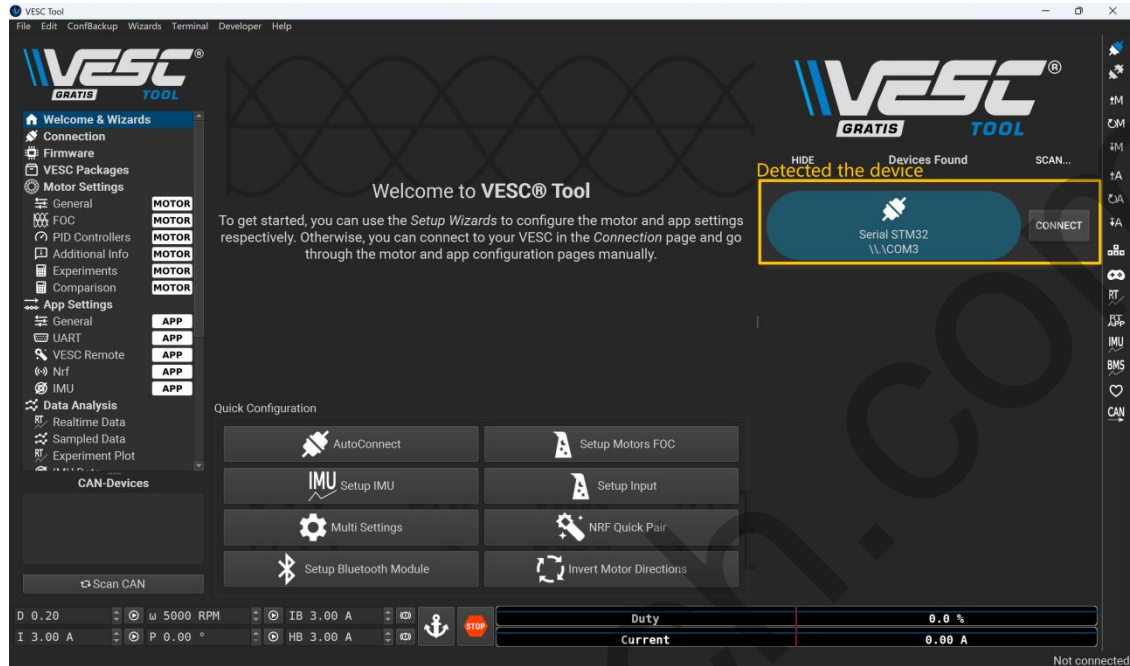 VESC Tool
File Edit ConfBackup Wizards Terminal Developer Help
VESC®
GRATIS TOOL
Welcome & Wizards
Connection
Firmware
VESC Packages
Motor Settings
General MOTOR
FOC MOTOR
PID Controllers MOTOR
Additional Info MOTOR
Experiments MOTOR
Comparison MOTOR
App Settings
General APP
UART APP
VESC Remote APP
Nrf APP
IMU APP
Data Analysis
RT Realtime Data
Sampled Data
RT Experiment Plot
CAN-Devices
Scan CAN
Welcome to VESC® Tool
To get started, you can use the Setup Wizards to configure the motor and app settings
respectively. Otherwise, you can connect to your VESC in the Connection page and go
through the motor and app configuration pages manually.
Quick Configuration
AutoConnect Setup Motors FOC
IMU Setup IMU Setup Input
Multi Settings NRF Quick Pair
Setup Bluetooth Module Invert Motor Directions
VESC®
GRATIS TOOL
HIDE Devices Found SCAN...
Detected the device
Serial STM32
\\.\COM3
CONNECT
M
M
M
A
A
A
RT
RT
APP
IMU
BMS
CAN
D 0.20 ω 5000 RPM IB 3.00 A
I 3.00 A P 0.00 ° HB 3.00 A
STOP
Duty 0.0 %
Current 0.00 A
Not connected